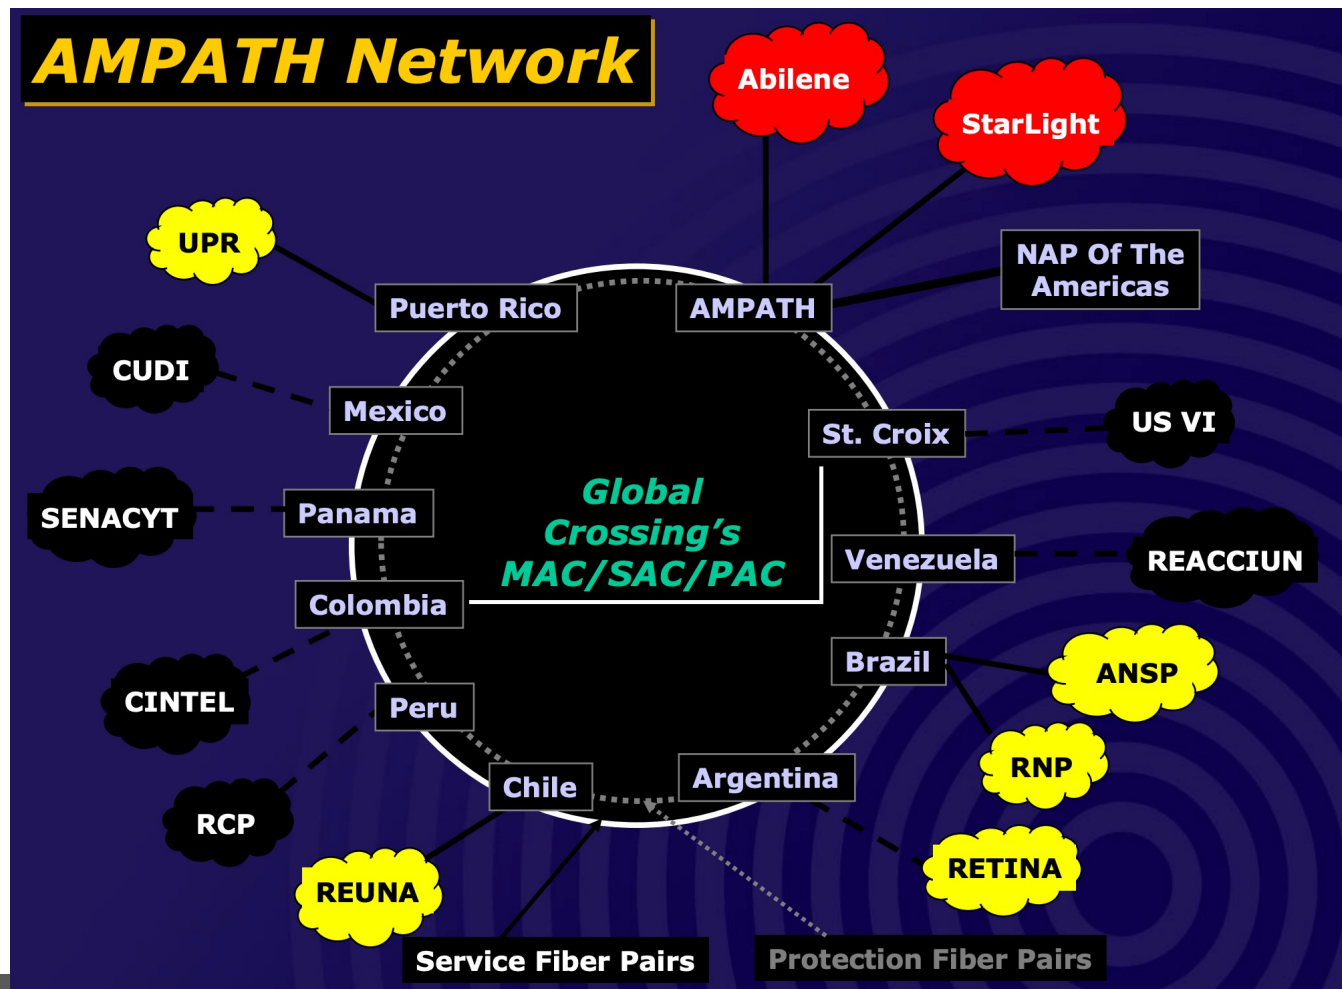 AMPATH Network
Abilene
StarLight
UPR
NAP Of The
Americas
Puerto Rico
AMPATH
CUDI
Mexico
St. Croix
US VI
Global
Crossing’s
MAC/SAC/PAC
SENACYT
Panama
Venezuela
REACCIUN
Colombia
Brazil
ANSP
CINTEL
Peru
RNP
Chile
Argentina
RCP
RETINA
REUNA
Service Fiber Pairs
Protection Fiber Pairs